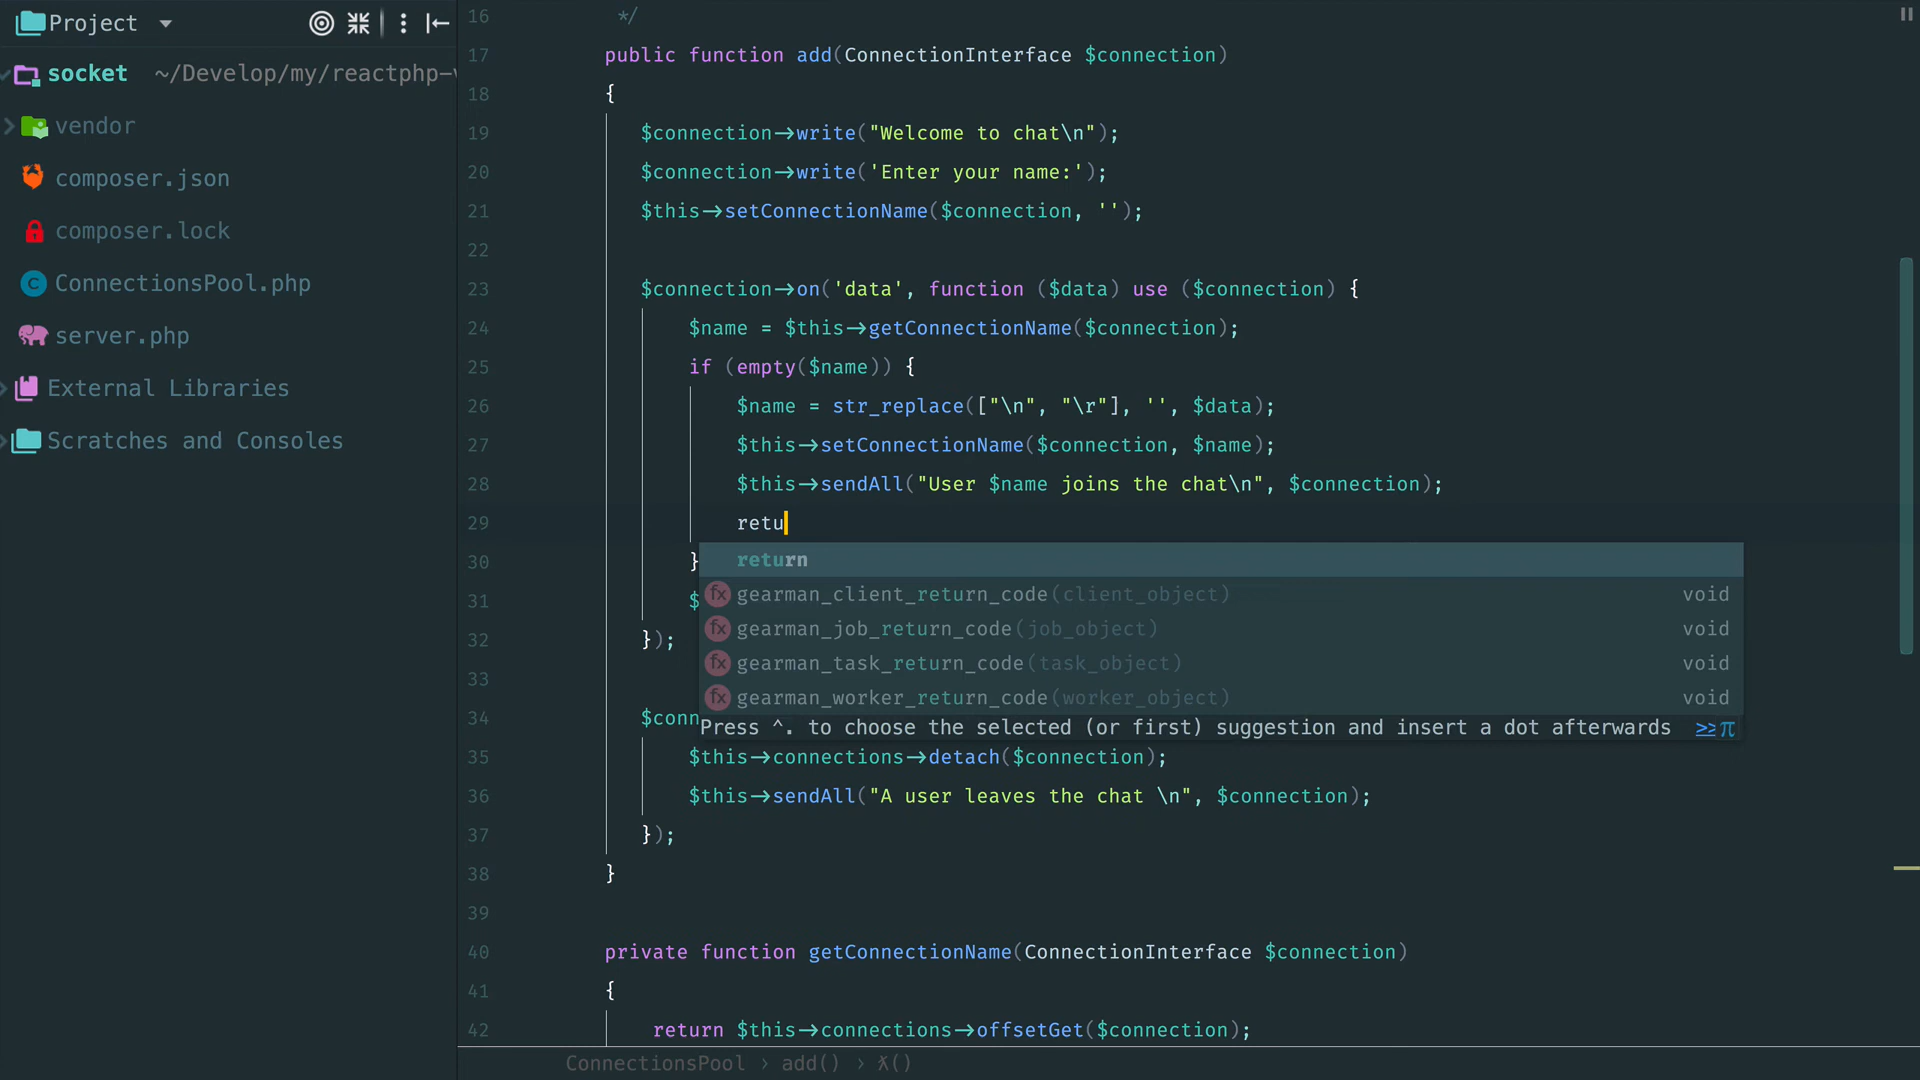 Project
socket ~/Develop/my/reactphp-
vendor
composer.json
composer.lock
ConnectionsPool.php
server.php
External Libraries
Scratches and Consoles
16 */
17 public function add(ConnectionInterface $connection)
18 {
19 $connection->write("Welcome to chat\n");
20 $connection->write('Enter your name:');
21 $this->setConnectionName($connection, '');
22
23 $connection->on('data', function ($data) use ($connection) {
24 $name = $this->getConnectionName($connection);
25 if (empty($name)) {
26 $name = str_replace(["\n", "\r"], '', $data);
27 $this->setConnectionName($connection, $name);
28 $this->sendAll("User $name joins the chat\n", $connection);
29 retu
30 }
return
gearman_client_return_code(client_object) void
31 $
gearman_job_return_code(job_object) void
32 });
gearman_task_return_code(task_object) void
33
gearman_worker_return_code(worker_object) void
34 $conn
Press ^. to choose the selected (or first) suggestion and insert a dot afterwards >> π
35 $this->connections->detach($connection);
36 $this->sendAll("A user leaves the chat \n", $connection);
37 });
38 }
39
40 private function getConnectionName(ConnectionInterface $connection)
41 {
42 return $this->connections->offsetGet($connection);
ConnectionsPool › add() › λ()